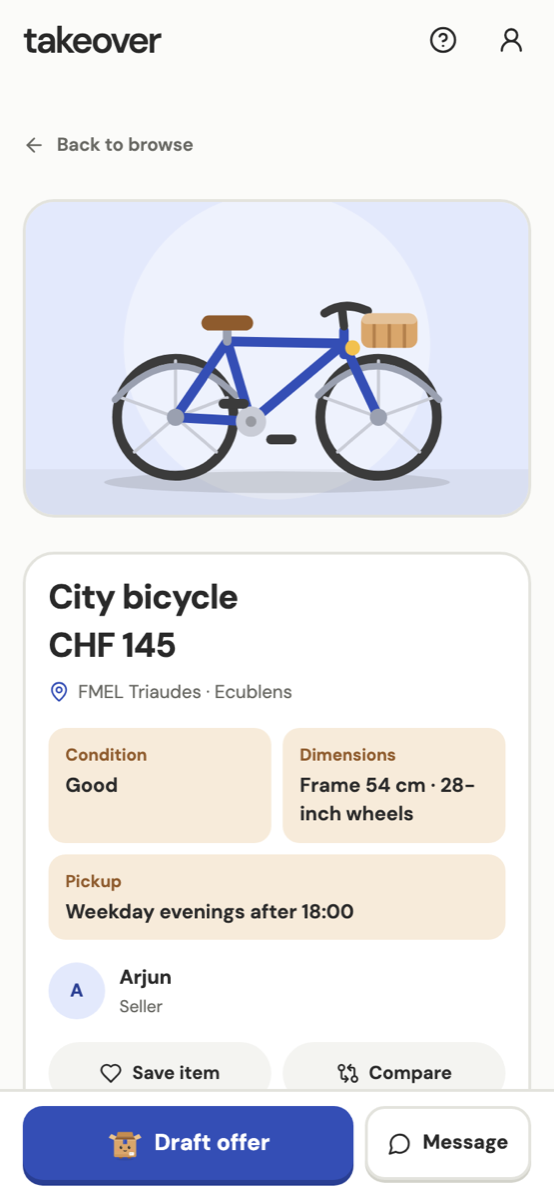 takeover
Back to browse
City bicycle
CHF 145
FMEL Triaudes · Ecublens
Condition
Good
Dimensions
Frame 54 cm · 28-
inch wheels
Pickup
Weekday evenings after 18:00
A
Arjun
Seller
Save item
Compare
Draft offer
Message